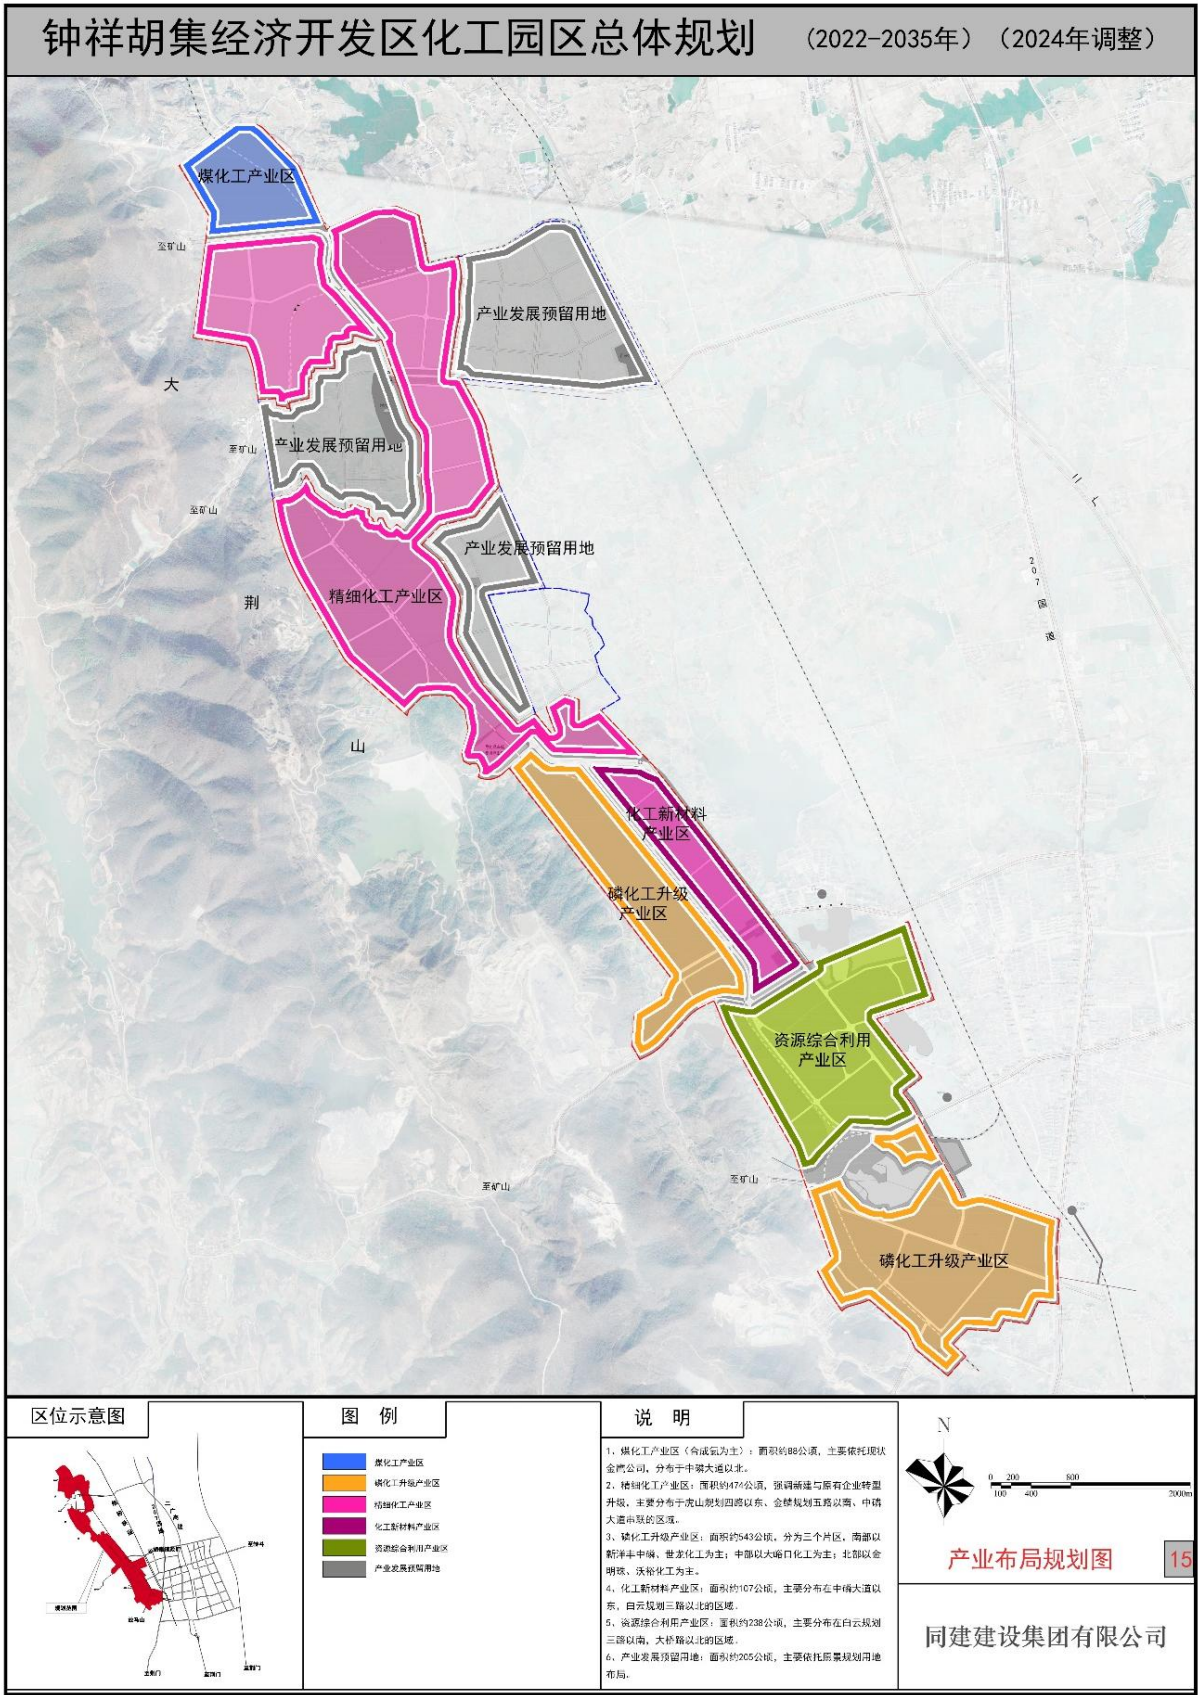 钟祥胡集经济开发区化工园区总体规划 （2022-2035年）（2024年调整）
煤化工产业区
至矿山
产业发展预留用地
大
至矿山
产业发展预留用地
至矿山
产业发展预留用地
二广
207国道
荆
精细化工产业区
山
化工新材料
产业区
磷化工升级
产业区
资源综合利用
产业区
至矿山
至矿山
磷化工升级产业区
区位示意图
图 例
煤化工产业区
磷化工升级产业区
精细化工产业区
化工新材料产业区
资源综合利用产业区
产业发展预留用地
说 明
1、煤化工产业区（合成氨为主）：面积约88公顷，主要依托现状
金鹰公司，分布于中磷大道以北。
2、精细化工产业区：面积约474公顷，强调新建与原有企业转型
升级，主要分布于虎山规划四路以东、金鳞规划五路以南、中磷
大道串联的区域。
3、磷化工升级产业区：面积约543公顷，分为三个片区，南部以
新洋丰中磷、世龙化工为主；中部以大峪口化工为主；北部以金
明珠、沃裕化工为主。
4、化工新材料产业区：面积约107公顷，主要分布在中磷大道以
东，白云规划三路以北的区域。
5、资源综合利用产业区：面积约238公顷，主要分布在白云规划
三路以南，大桥路以北的区域。
6、产业发展预留用地：面积约205公顷，主要依托原景规划用地
布局。
N
0 200 800
100 400 2000m
产业布局规划图 15
同建建设集团有限公司